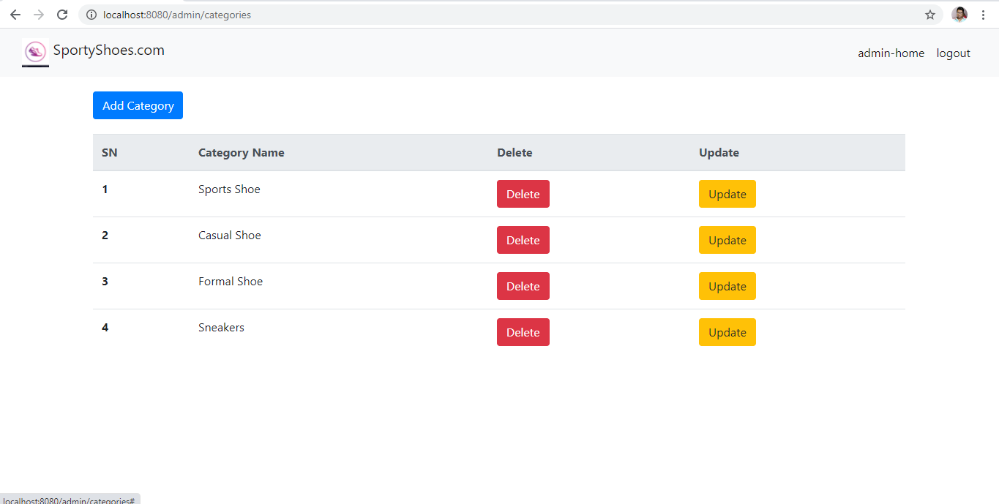 localhost:8080/admin/categories
SportyShoes.com admin-home logout
Add Category
SN Category Name Delete Update
1 Sports Shoe Delete Update
2 Casual Shoe Delete Update
3 Formal Shoe Delete Update
4 Sneakers Delete Update
localhost:8080/admin/categories#